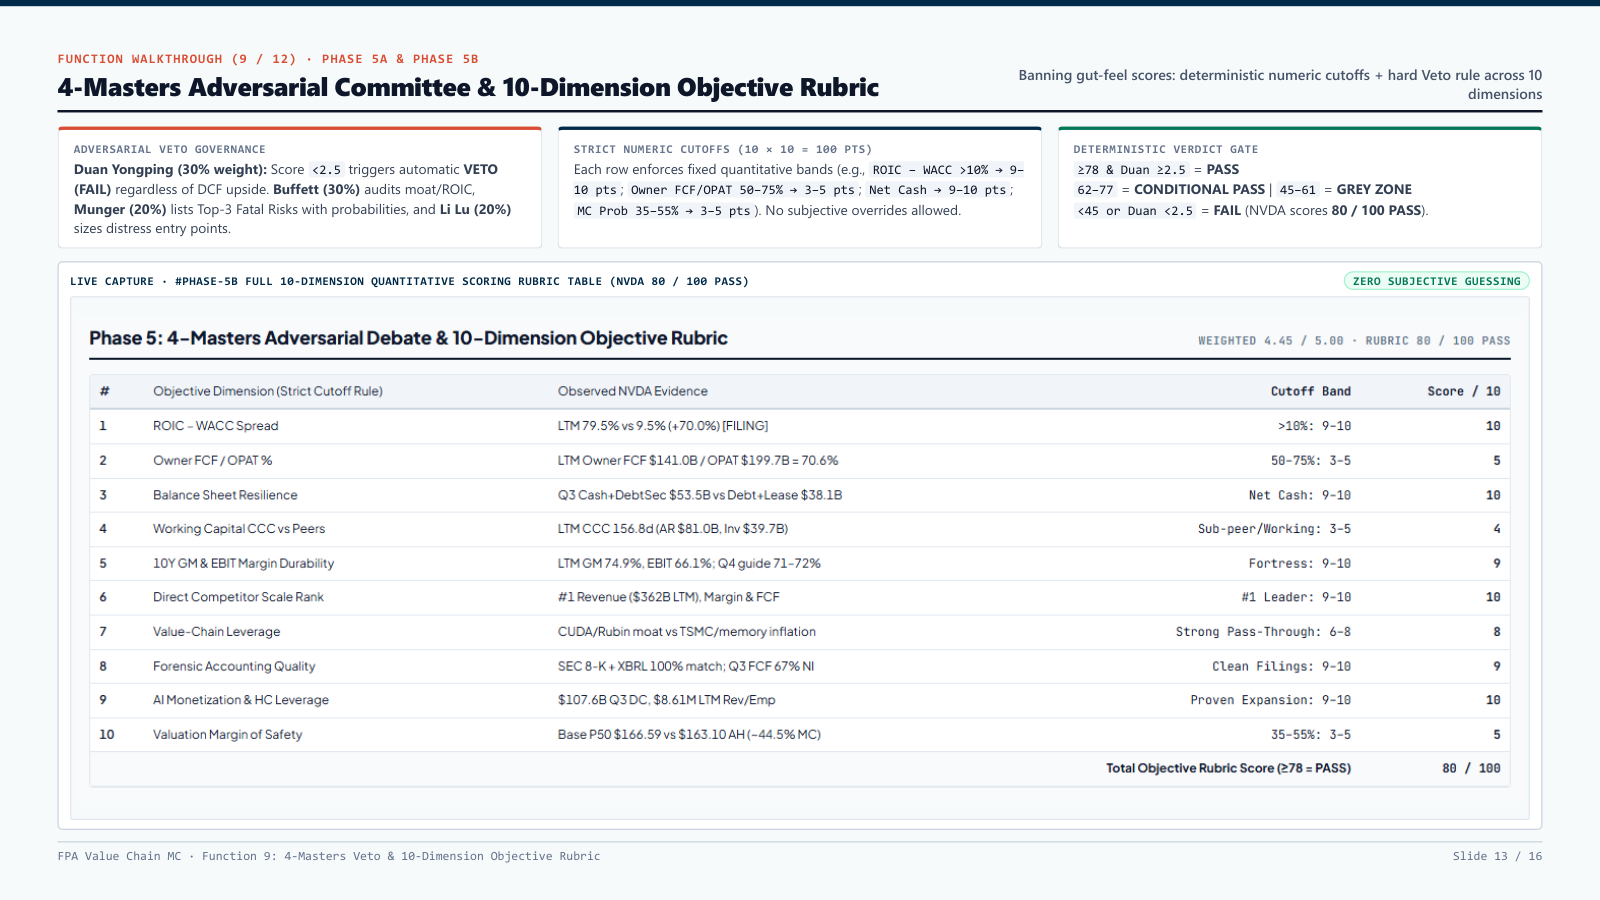 FUNCTION WALKTHROUGH (9 / 12) · PHASE 5A & PHASE 5B
4-Masters Adversarial Committee & 10-Dimension Objective Rubric
Banning gut-feel scores: deterministic numeric cutoffs + hard Veto rule across 10
dimensions
ADVERSARIAL VETO GOVERNANCE
Duan Yongping (30% weight): Score <2.5 triggers automatic VETO
(FAIL) regardless of DCF upside. Buffett (30%) audits moat/ROIC,
Munger (20%) lists Top-3 Fatal Risks with probabilities, and Li Lu (20%)
sizes distress entry points.
STRICT NUMERIC CUTOFFS (10 × 10 = 100 PTS)
Each row enforces fixed quantitative bands (e.g., ROIC – WACC >10% → 9–
10 pts; Owner FCF/OPAT 50–75% → 3–5 pts; Net Cash → 9–10 pts;
MC Prob 35–55% → 3–5 pts). No subjective overrides allowed.
DETERMINISTIC VERDICT GATE
≥78 & Duan ≥2.5 = PASS
62–77 = CONDITIONAL PASS | 45–61 = GREY ZONE
<45 or Duan <2.5 = FAIL (NVDA scores 80 / 100 PASS).
LIVE CAPTURE · #PHASE-5B FULL 10-DIMENSION QUANTITATIVE SCORING RUBRIC TABLE (NVDA 80 / 100 PASS)
ZERO SUBJECTIVE GUESSING
Phase 5: 4-Masters Adversarial Debate & 10-Dimension Objective Rubric
WEIGHTED 4.45 / 5.00 · RUBRIC 80 / 100 PASS
# Objective Dimension (Strict Cutoff Rule) Observed NVDA Evidence Cutoff Band Score / 10
1 ROIC – WACC Spread LTM 79.5% vs 9.5% (+70.0%) [FILING] >10%: 9–10 10
2 Owner FCF / OPAT % LTM Owner FCF $141.0B / OPAT $199.7B = 70.6% 50–75%: 3–5 5
3 Balance Sheet Resilience Q3 Cash+DebtSec $53.5B vs Debt+Lease $38.1B Net Cash: 9–10 10
4 Working Capital CCC vs Peers LTM CCC 156.8d (AR $81.0B, Inv $39.7B) Sub-peer/Working: 3–5 4
5 10Y GM & EBIT Margin Durability LTM GM 74.9%, EBIT 66.1%; Q4 guide 71–72% Fortress: 9–10 9
6 Direct Competitor Scale Rank #1 Revenue ($362B LTM), Margin & FCF #1 Leader: 9–10 10
7 Value-Chain Leverage CUDA/Rubin moat vs TSMC/memory inflation Strong Pass-Through: 6–8 8
8 Forensic Accounting Quality SEC 8-K + XBRL 100% match; Q3 FCF 67% NI Clean Filings: 9–10 9
9 AI Monetization & HC Leverage $107.6B Q3 DC, $8.61M LTM Rev/Emp Proven Expansion: 9–10 10
10 Valuation Margin of Safety Base P50 $166.59 vs $163.10 AH (~44.5% MC) 35–55%: 3–5 5
Total Objective Rubric Score (≥78 = PASS) 80 / 100
FPA Value Chain MC · Function 9: 4-Masters Veto & 10-Dimension Objective Rubric
Slide 13 / 16